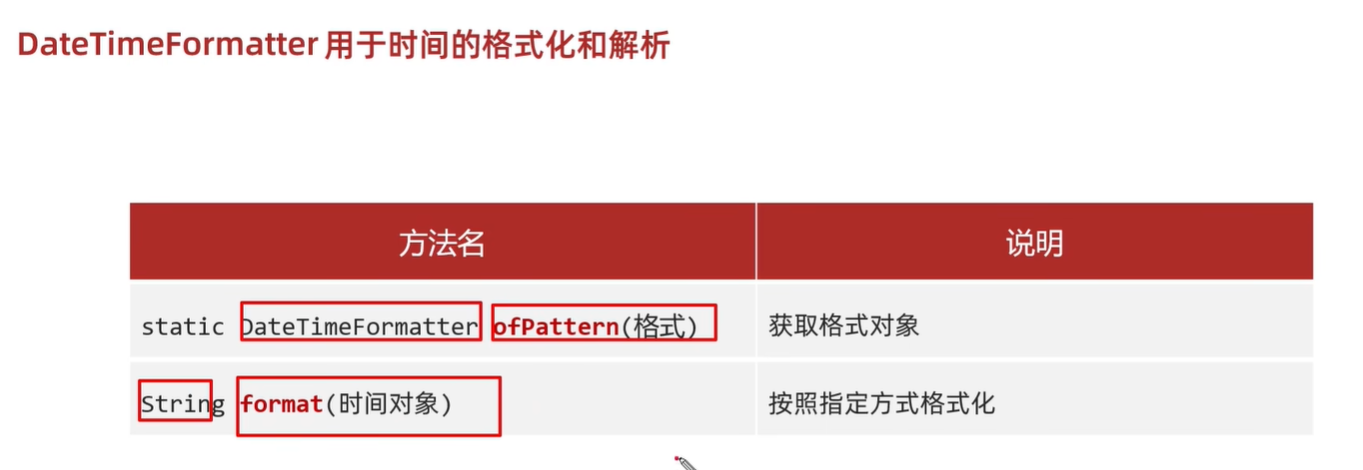 DateTimeFormatter 用于时间的格式化和解析
方法名 说明
static DateTimeFormatter ofPattern(格式) 获取格式对象
String format(时间对象) 按照指定方式格式化